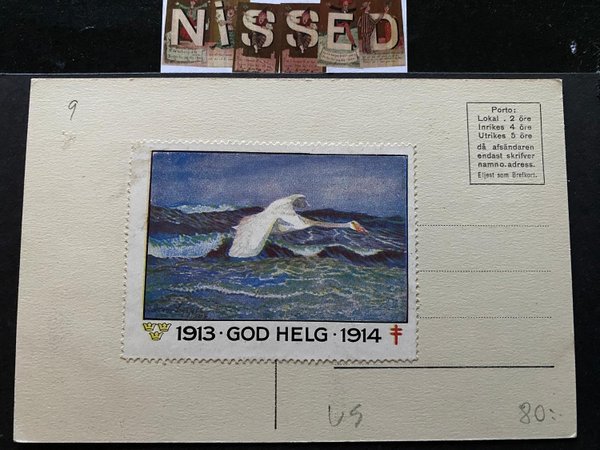 NiSSED
9
Porto:
Lokal . 2 öre
Inrikes 4 öre
Utrikes 5 öre
då afsändaren
endast skrifver
namn o. adress.
Eljest som Brefkort.
1913 · GOD HELG · 1914
US
80:-